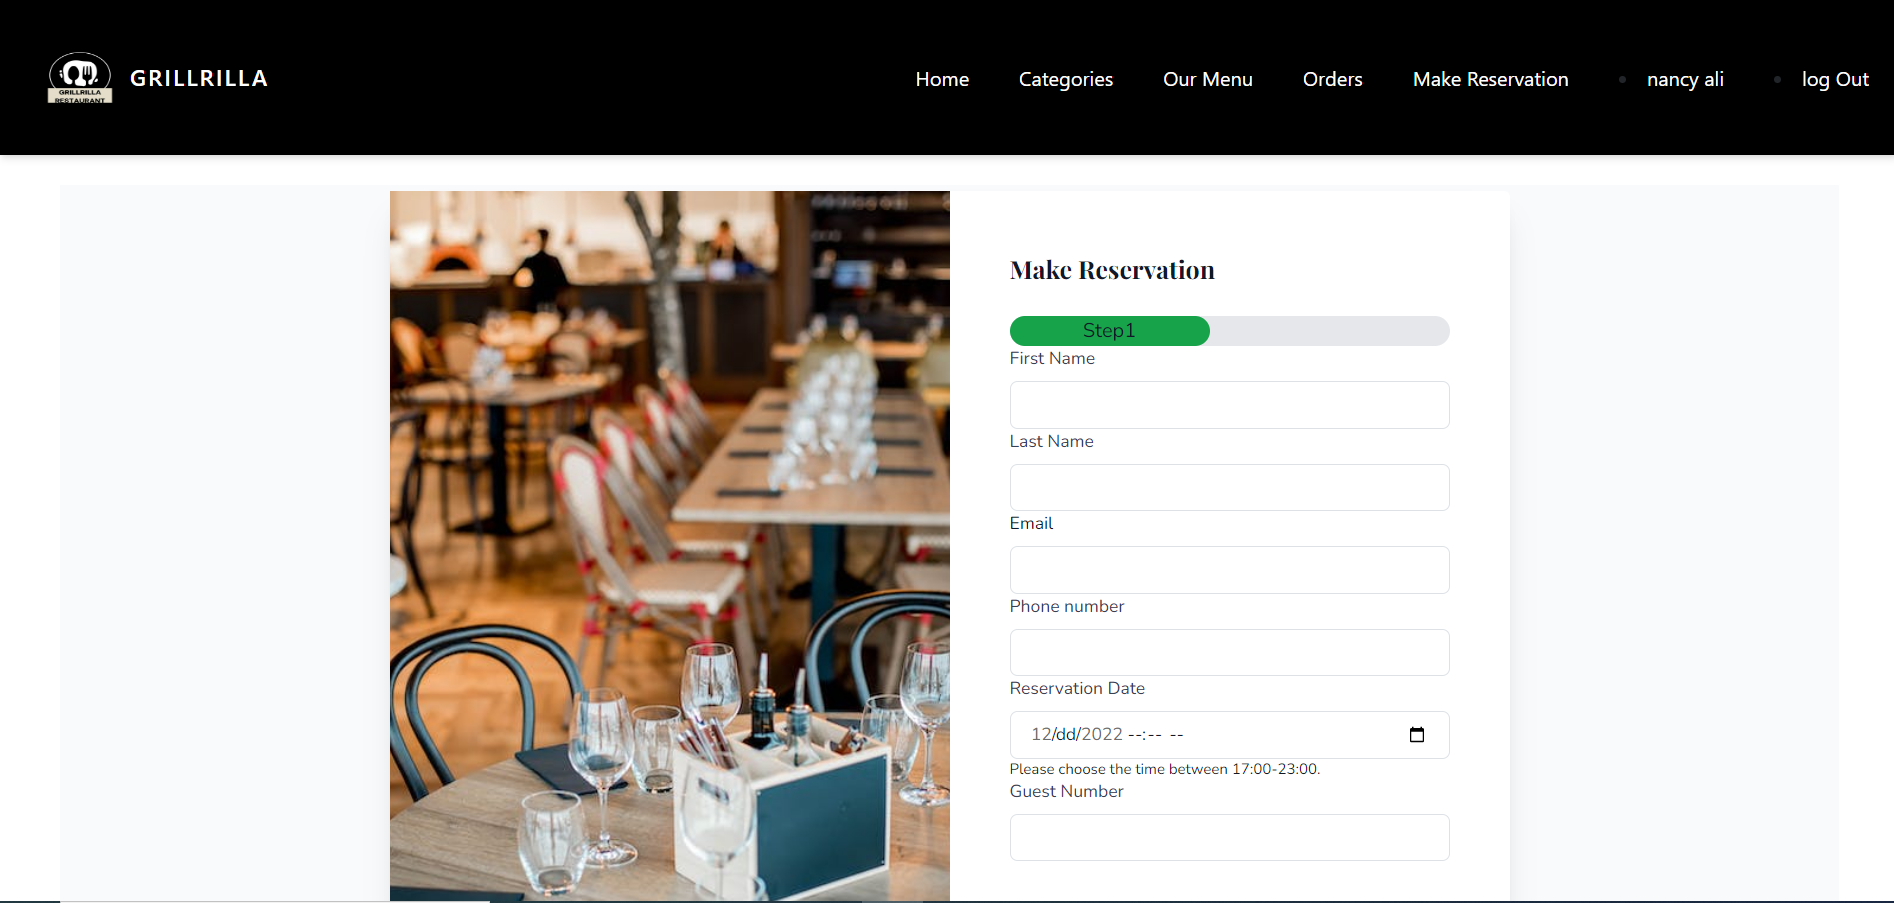 GRILLRILLA
RESTAURANT
GRILLRILLA
Home
Categories
Our Menu
Orders
Make Reservation
nancy ali
log Out
Make Reservation
Step1
First Name
Last Name
Email
Phone number
Reservation Date
12/dd/2022 --:-- --
Please choose the time between 17:00-23:00.
Guest Number